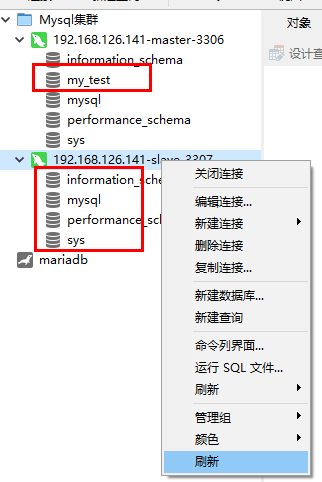 对象
Mysql集群
192.168.126.141-master-3306
information_schema
my_test
mysql
performance_schema
sys
设计查
192.168.126.141-slave-3307
information_sche
mysql
performance_sch
sys
mariadb
关闭连接
编辑连接...
新建连接
删除连接
复制连接...
新建数据库...
新建查询
命令列界面...
运行 SQL 文件...
刷新
管理组
颜色
刷新